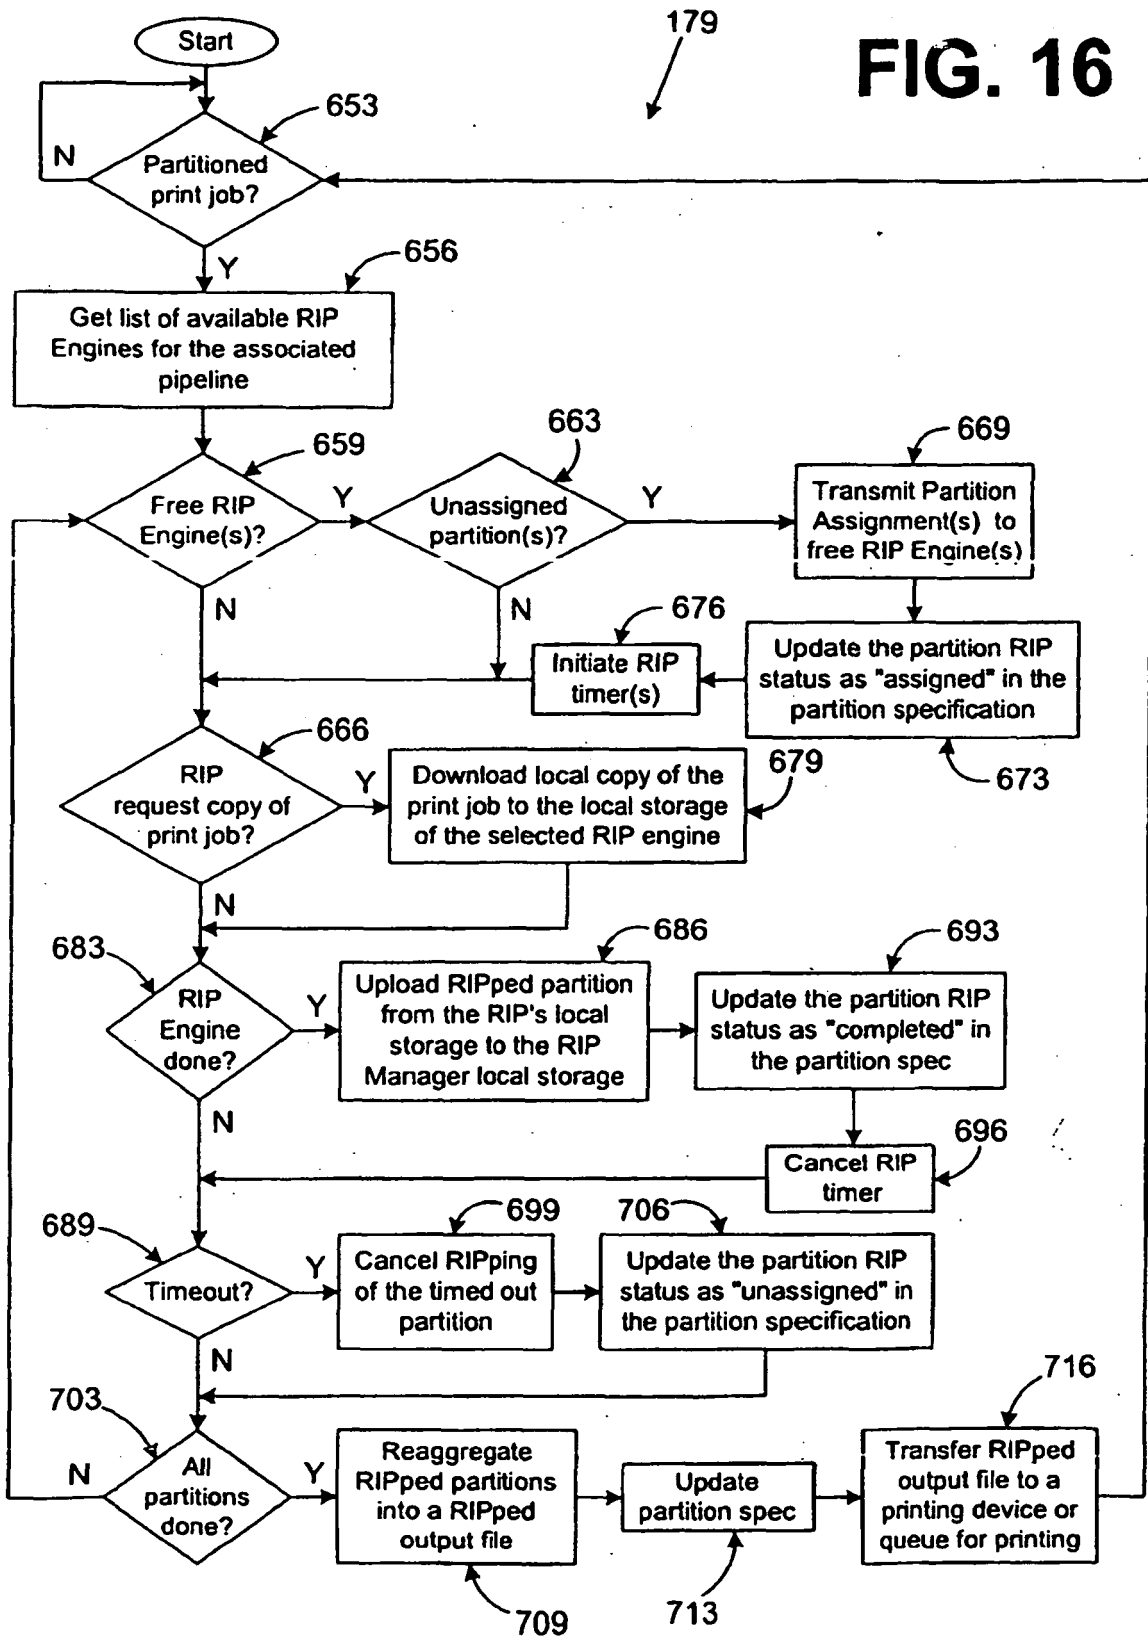 Start
179
FIG. 16
653
N
Partitioned
print job?
Y
656
Get list of available RIP
Engines for the associated
pipeline
659
Free RIP
Engine(s)?
Y
N
663
Unassigned
partition(s)?
Y
N
669
Transmit Partition
Assignment(s) to
free RIP Engine(s)
676
Initiate RIP
timer(s)
Update the partition RIP
status as "assigned" in the
partition specification
673
666
RIP
request copy of
print job?
Y
N
Download local copy of the
print job to the local storage
of the selected RIP engine
679
683
RIP
Engine
done?
Y
N
686
Upload RIPped partition
from the RIP's local
storage to the RIP
Manager local storage
693
Update the partition RIP
status as "completed" in
the partition spec
696
Cancel RIP
timer
689
Timeout?
Y
N
699
Cancel RIPping
of the timed out
partition
706
Update the partition RIP
status as "unassigned" in
the partition specification
703
N
All
partitions
done?
Y
Reaggregate
RIPped partitions
into a RIPped
output file
709
Update
partition spec
713
716
Transfer RIPped
output file to a
printing device or
queue for printing